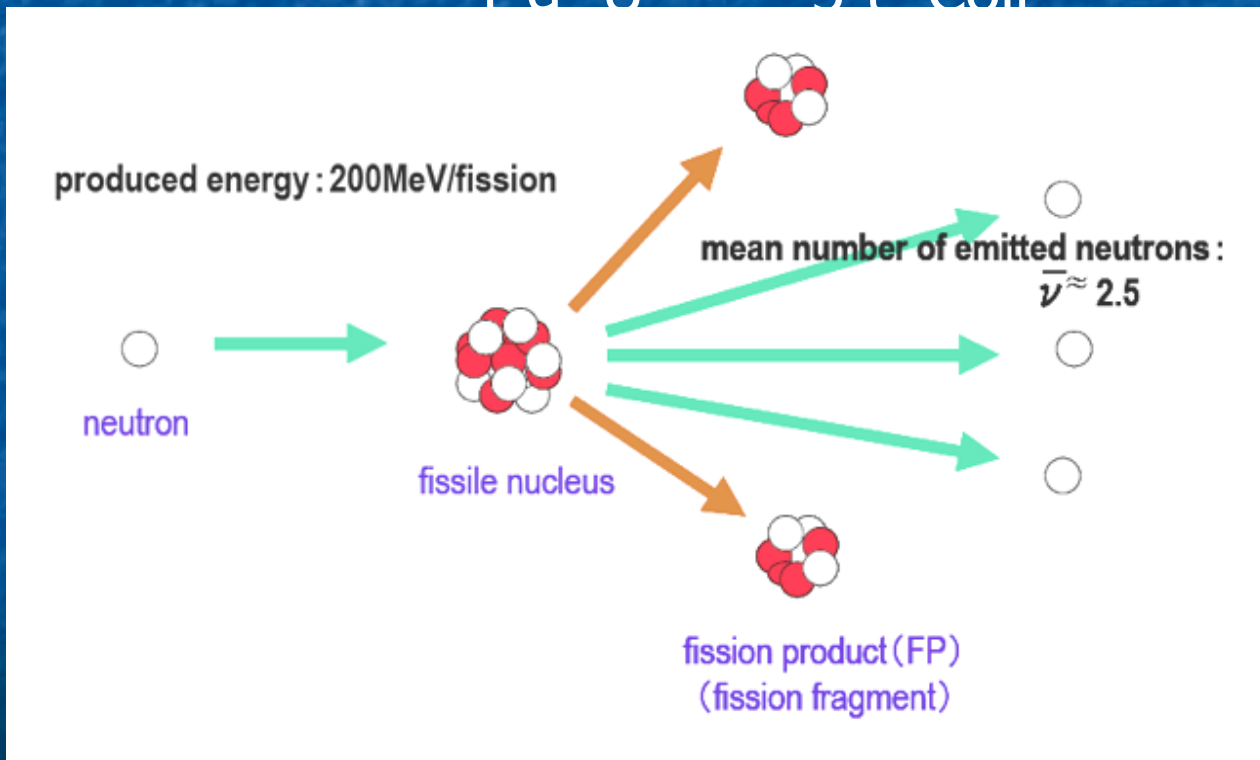 produced energy : 200MeV/fission
mean number of emitted neutrons :
ν̅ ≈ 2.5
neutron
fissile nucleus
fission product (FP)
(fission fragment)